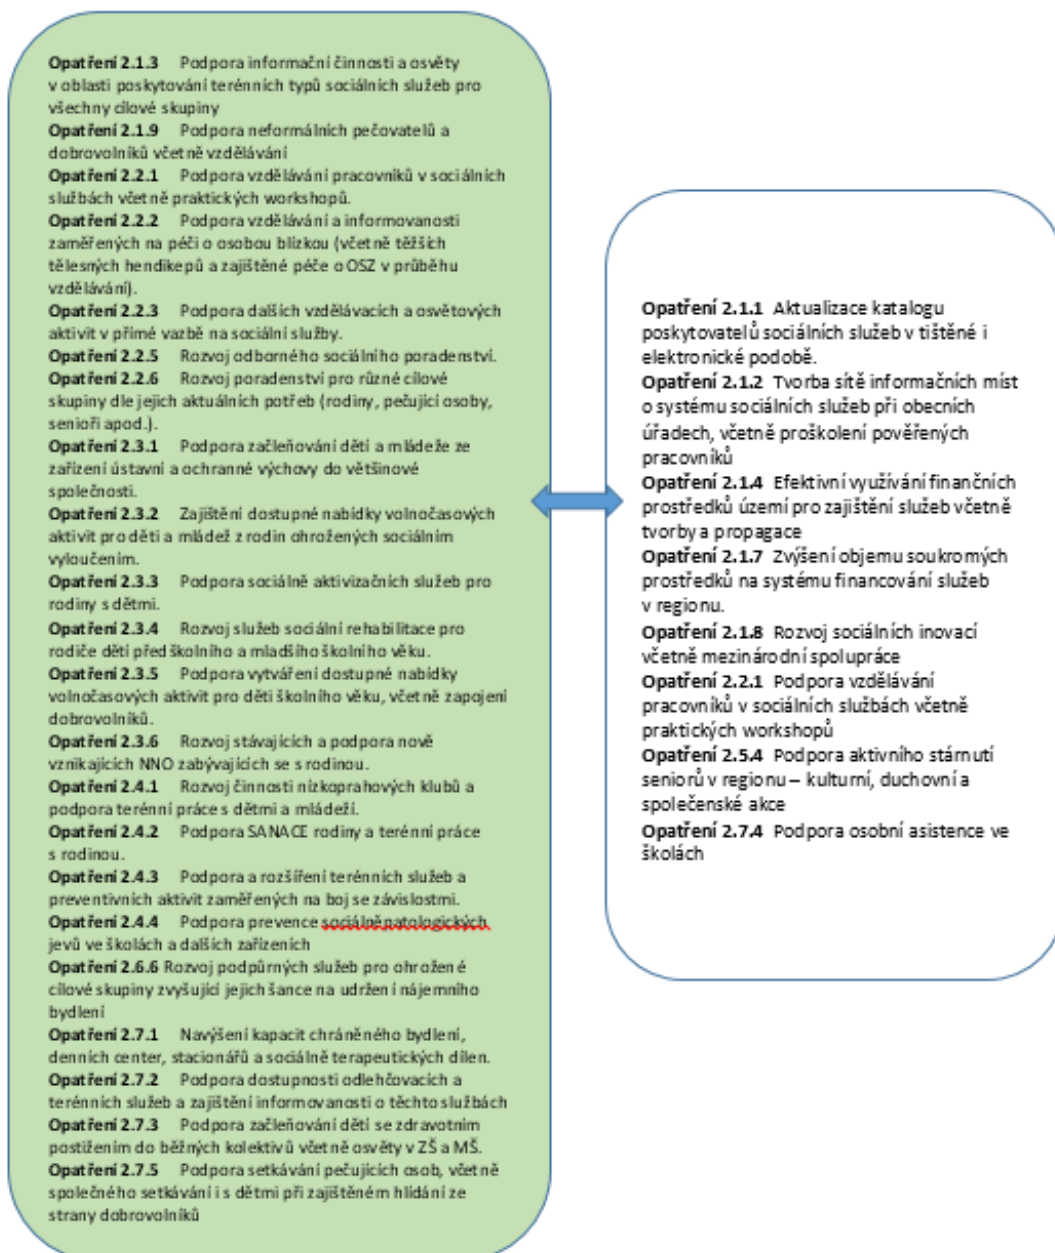 Opatření 2.1.3 Podpora informační činnosti a osvěty
v oblasti poskytování terénních typů sociálních služeb pro
všechny cílové skupiny
Opatření 2.1.9 Podpora neformálních pečovatelů a
dobrovolníků včetně vzdělávání
Opatření 2.2.1 Podpora vzdělávání pracovníků v sociálních
službách včetně praktických workshopů.
Opatření 2.2.2 Podpora vzdělávání a informovanosti
zaměřených na péči o osobou blízkou (včetně těžších
tělesných hendikepů a zajištěné péče o OSZ v průběhu
vzdělávání).
Opatření 2.2.3 Podpora dalších vzdělávacích a osvětových
aktivit v přímé vazbě na sociální služby.
Opatření 2.2.5 Rozvoj odborného sociálního poradenství.
Opatření 2.2.6 Rozvoj poradenství pro různé cílové
skupiny dle jejich aktuálních potřeb (rodiny, pečující osoby,
senioři apod.).
Opatření 2.3.1 Podpora začleňování dětí a mládeže ze
zařízení ústavní a ochranné výchovy do většinové
společnosti.
Opatření 2.3.2 Zajištění dostupné nabídky volnočasových
aktivit pro děti a mládež z rodin ohrožených sociálním
vyloučením.
Opatření 2.3.3 Podpora sociálně aktivizačních služeb pro
rodiny s dětmi.
Opatření 2.3.4 Rozvoj služeb sociální rehabilitace pro
rodiče dětí předškolního a mladšího školního věku.
Opatření 2.3.5 Podpora vytváření dostupné nabídky
volnočasových aktivit pro děti školního věku, včetně zapojení
dobrovolníků.
Opatření 2.3.6 Rozvoj stávajících a podpora nově
vznikajících NNO zabývajících se s rodinou.
Opatření 2.4.1 Rozvoj činnosti nízkoprahových klubů a
podpora terénní práce s dětmi a mládeží.
Opatření 2.4.2 Podpora SANACE rodiny a terénní práce
s rodinou.
Opatření 2.4.3 Podpora a rozšíření terénních služeb a
preventivních aktivit zaměřených na boj se závislostmi.
Opatření 2.4.4 Podpora prevence sociálněpatologických
jevů ve školách a dalších zařízeních
Opatření 2.6.6 Rozvoj podpůrných služeb pro ohrožené
cílové skupiny zvyšující jejich šance na udržení nájemního
bydlení
Opatření 2.7.1 Navýšení kapacit chráněného bydlení,
denních center, stacionářů a sociálně terapeutických dílen.
Opatření 2.7.2 Podpora dostupnosti odlehčovacích a
terénních služeb a zajištění informovanosti o těchto službách
Opatření 2.7.3 Podpora začleňování dětí se zdravotním
postižením do běžných kolektivů včetně osvěty v ZŠ a MŠ.
Opatření 2.7.5 Podpora setkávání pečujících osob, včetně
společného setkávání i s dětmi při zajištěném hlídání ze
strany dobrovolníků
Opatření 2.1.1 Aktualizace katalogu
poskytovatelů sociálních služeb v tištěné i
elektronické podobě.
Opatření 2.1.2 Tvorba sítě informačních míst
o systému sociálních služeb při obecních
úřadech, včetně proškolení pověřených
pracovníků
Opatření 2.1.4 Efektivní využívání finančních
prostředků území pro zajištění služeb včetně
tvorby a propagace
Opatření 2.1.7 Zvýšení objemu soukromých
prostředků na systému financování služeb
v regionu.
Opatření 2.1.8 Rozvoj sociálních inovací
včetně mezinárodní spolupráce
Opatření 2.2.1 Podpora vzdělávání
pracovníků v sociálních službách včetně
praktických workshopů
Opatření 2.5.4 Podpora aktivního stárnutí
seniorů v regionu – kulturní, duchovní a
společenské akce
Opatření 2.7.4 Podpora osobní asistence ve
školách